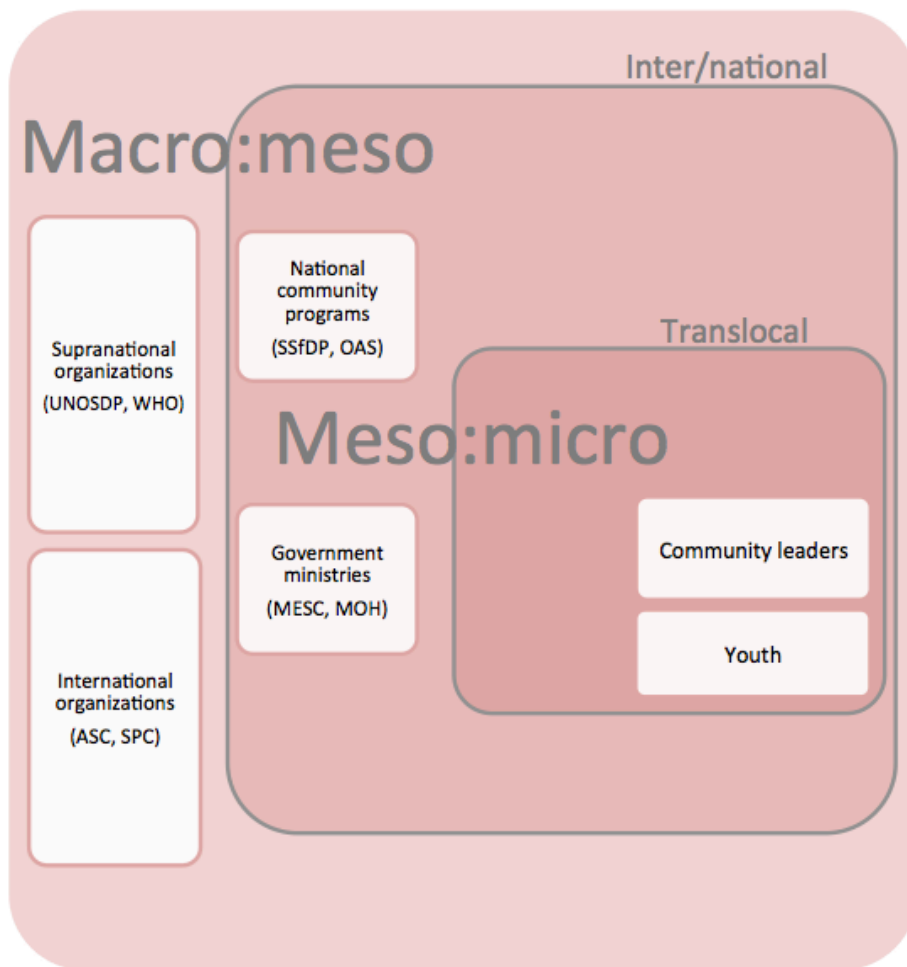 Inter/national
Macro:meso
National
community
programs
(SSfDP, OAS)
Supranational
organizations
(UNOSDP, WHO)
Translocal
Meso:micro
Government
ministries
(MESC, MOH)
Community leaders
Youth
International
organizations
(ASC, SPC)